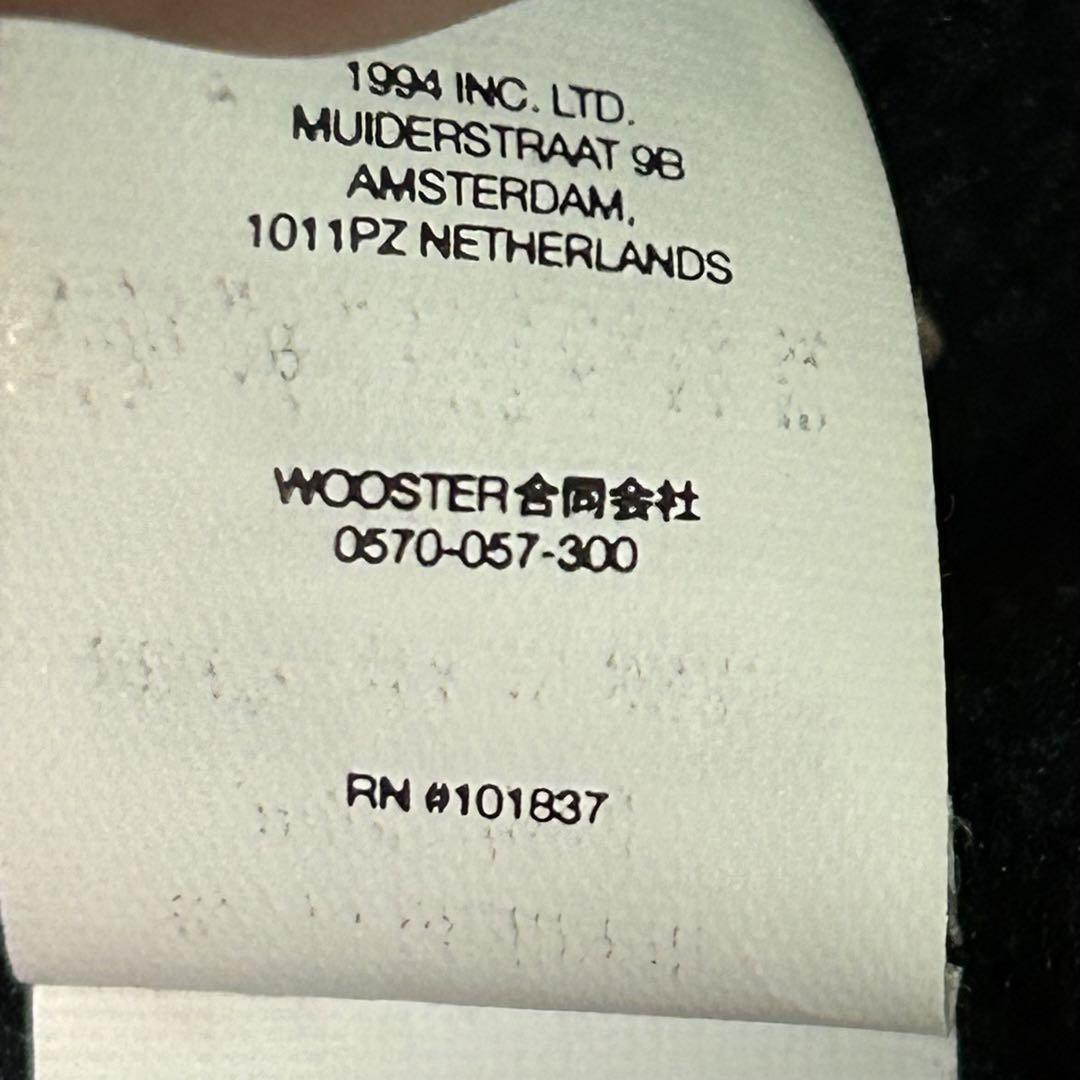 1994 INC. LTD.
MUIDERSTRAAT 9B
AMSTERDAM,
1011PZ NETHERLANDS
WOOSTER合同会社
0570-057-300
RN #101837